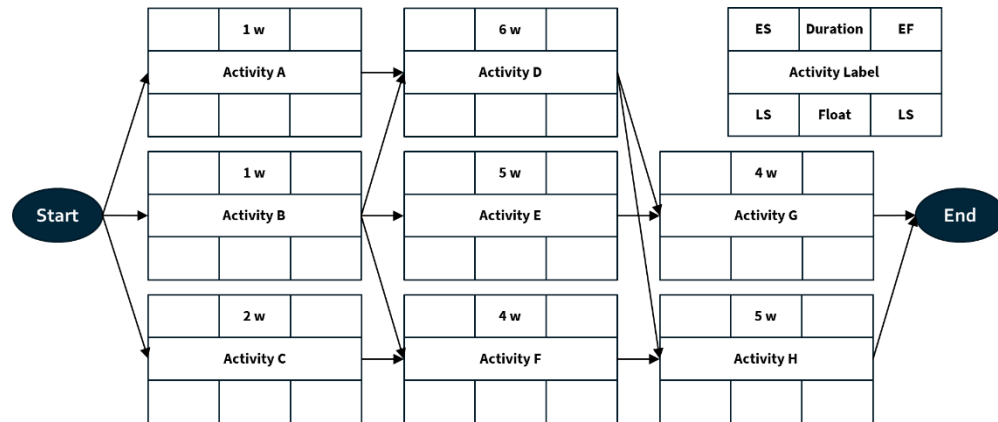 1 w
Activity A
6 w
Activity D
ES Duration EF
Activity Label
LS Float LS
Start
1 w
Activity B
5 w
Activity E
4 w
Activity G
End
2 w
Activity C
4 w
Activity F
5 w
Activity H